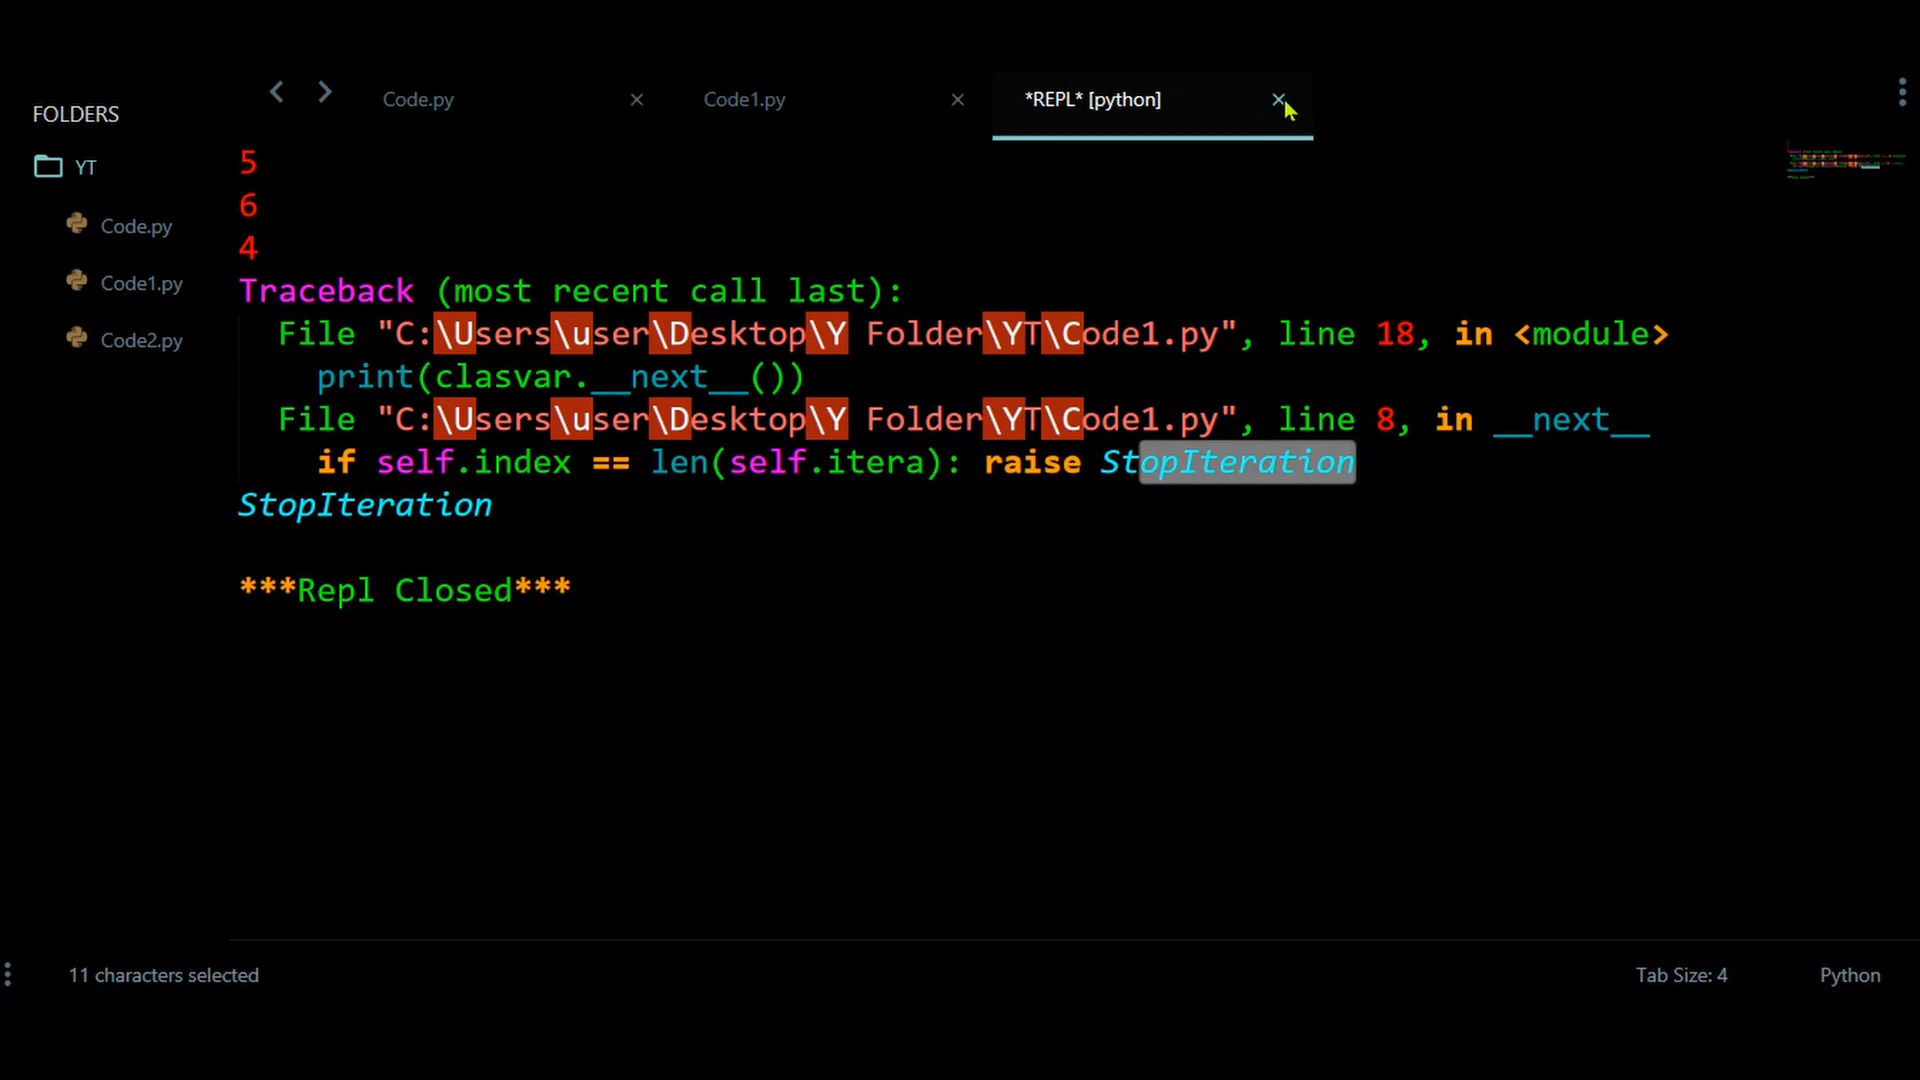 Code.py
Code1.py
*REPL* [python]
FOLDERS
YT
Code.py
Code1.py
Code2.py
5
6
4
Traceback (most recent call last):
  File "C:\Users\user\Desktop\Y Folder\YT\Code1.py", line 18, in <module>
    print(clasvar.__next__())
  File "C:\Users\user\Desktop\Y Folder\YT\Code1.py", line 8, in __next__
    if self.index == len(self.itera): raise StopIteration
StopIteration
***Repl Closed***
11 characters selected
Tab Size: 4
Python